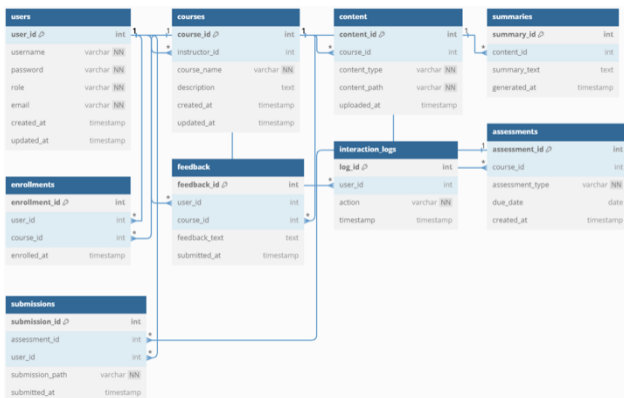 users
user_id int
username varchar NN
password varchar NN
role varchar NN
email varchar NN
created_at timestamp
updated_at timestamp
courses
course_id int
instructor_id int
course_name varchar NN
description text
created_at timestamp
updated_at timestamp
content
content_id int
course_id int
content_type varchar NN
content_path varchar NN
uploaded_at timestamp
summaries
summary_id int
content_id int
summary_text text
generated_at timestamp
enrollments
enrollment_id int
user_id int
course_id int
enrolled_at timestamp
feedback
feedback_id int
user_id int
course_id int
feedback_text text
submitted_at timestamp
interaction_logs
log_id int
user_id int
action varchar NN
timestamp timestamp
assessments
assessment_id int
course_id int
assessment_type varchar NN
due_date date
created_at timestamp
submissions
submission_id int
assessment_id int
user_id int
submission_path varchar NN
submitted_at timestamp